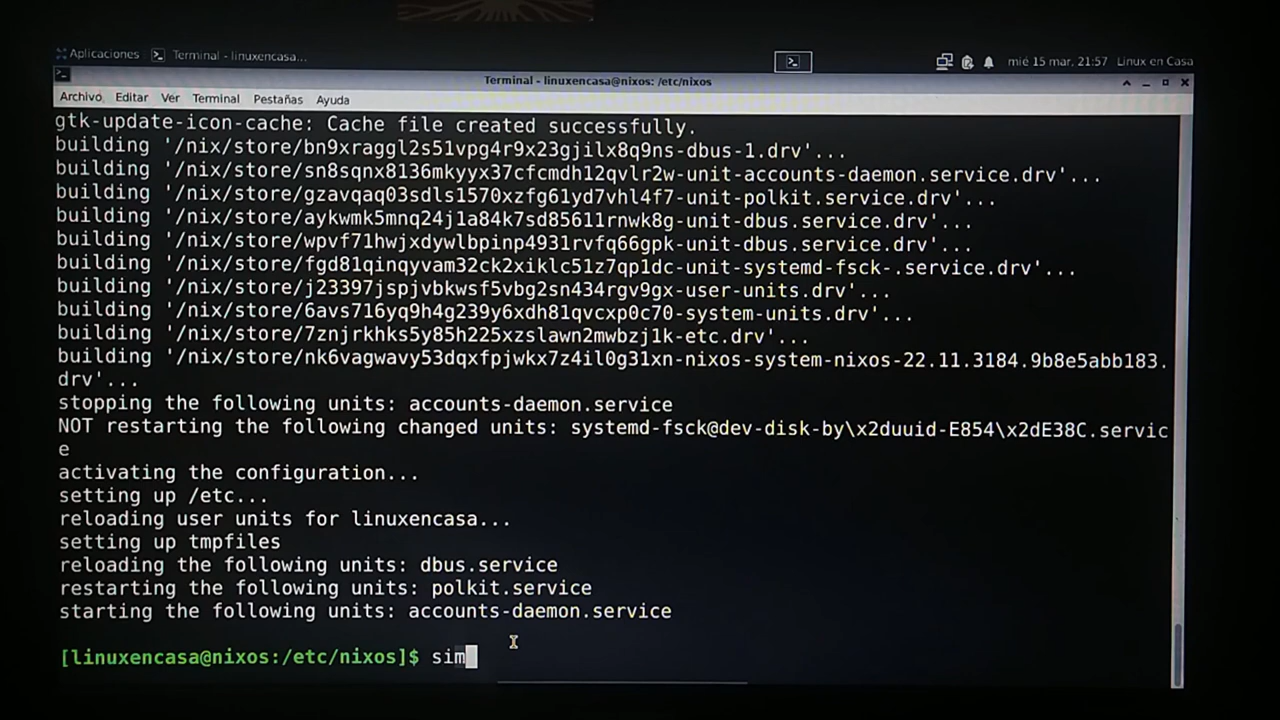 Aplicaciones
Terminal - linuxencasa...
mié 15 mar. 21:57 Linux en Casa
Terminal - linuxencasa@nixos: /etc/nixos
Archivo Editar Ver Terminal Pestañas Ayuda
gtk-update-icon-cache: Cache file created successfully.
building '/nix/store/bn9xraggl2s51vpg4r9x23gjilx8q9ns-dbus-1.drv'...
building '/nix/store/sn8sqnx8136mkyyx37cfcmdh12qvlr2w-unit-accounts-daemon.service.drv'...
building '/nix/store/gzavqaq03sdls1570xzfg61yd7vhl4f7-unit-polkit.service.drv'...
building '/nix/store/aykwmk5mnq24j1a84k7sd85611rnwk8g-unit-dbus.service.drv'...
building '/nix/store/wpvf71hwjxdywlbpinp4931rvfq66gpk-unit-dbus.service.drv'...
building '/nix/store/fgd81qinqyvam32ck2xiklc51z7qp1dc-unit-systemd-fsck-.service.drv'...
building '/nix/store/j23397jspjvbkwsf5vbg2sn434rgv9gx-user-units.drv'...
building '/nix/store/6avs716yq9h4g239y6xdh81qvcxp0c70-system-units.drv'...
building '/nix/store/7znjrkhks5y85h225xzslawn2mwbzj1k-etc.drv'...
building '/nix/store/nk6vagwavy53dqxfpjwkx7z4il0g31xn-nixos-system-nixos-22.11.3184.9b8e5abb183.
drv'...
stopping the following units: accounts-daemon.service
NOT restarting the following changed units: systemd-fsck@dev-disk-by\x2duuid-E854\x2dE38C.servic
e
activating the configuration...
setting up /etc...
reloading user units for linuxencasa...
setting up tmpfiles
reloading the following units: dbus.service
restarting the following units: polkit.service
starting the following units: accounts-daemon.service
[linuxencasa@nixos:/etc/nixos]$ sim